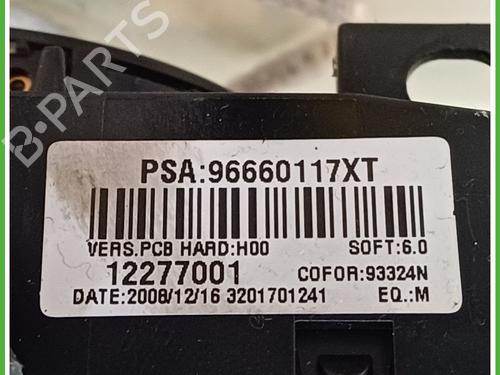 PSA:96660117XT
VERS.PCB HARD:H00 SOFT:6.0
12277001 COFOR:93324N
DATE:2008/12/16 3201701241 EQ.:M
B-PARTS